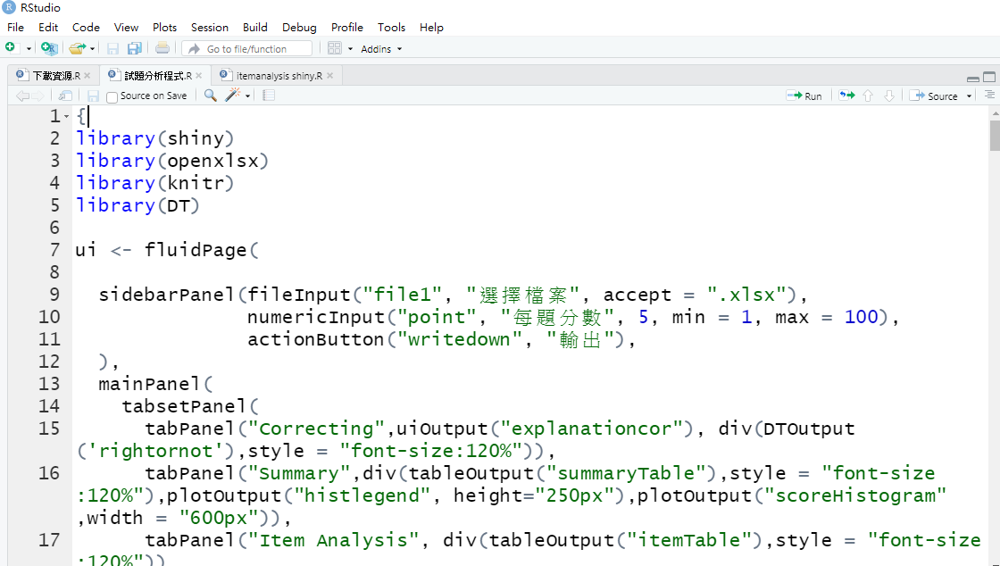 RStudio
File Edit Code View Plots Session Build Debug Profile Tools Help
Go to file/function Addins
下載資源.R × 試題分析程式.R × itemanalysis shiny.R ×
Source on Save Run Source
1 {
2 library(shiny)
3 library(openxlsx)
4 library(knitr)
5 library(DT)
6
7 ui <- fluidPage(
8
9 sidebarPanel(fileInput("file1", "選擇檔案", accept = ".xlsx"),
10 numericInput("point", "每題分數", 5, min = 1, max = 100),
11 actionButton("writedown", "輸出"),
12 ),
13 mainPanel(
14 tabsetPanel(
15 tabPanel("Correcting",uiOutput("explanationcor"), div(DTOutput
('rightornot'),style = "font-size:120%")),
16 tabPanel("Summary",div(tableOutput("summaryTable"),style = "font-size
:120%"),plotOutput("histlegend", height="250px"),plotOutput("scoreHistogram"
,width = "600px")),
17 tabPanel("Item Analysis", div(tableOutput("itemTable"),style = "font-size
:120%"))